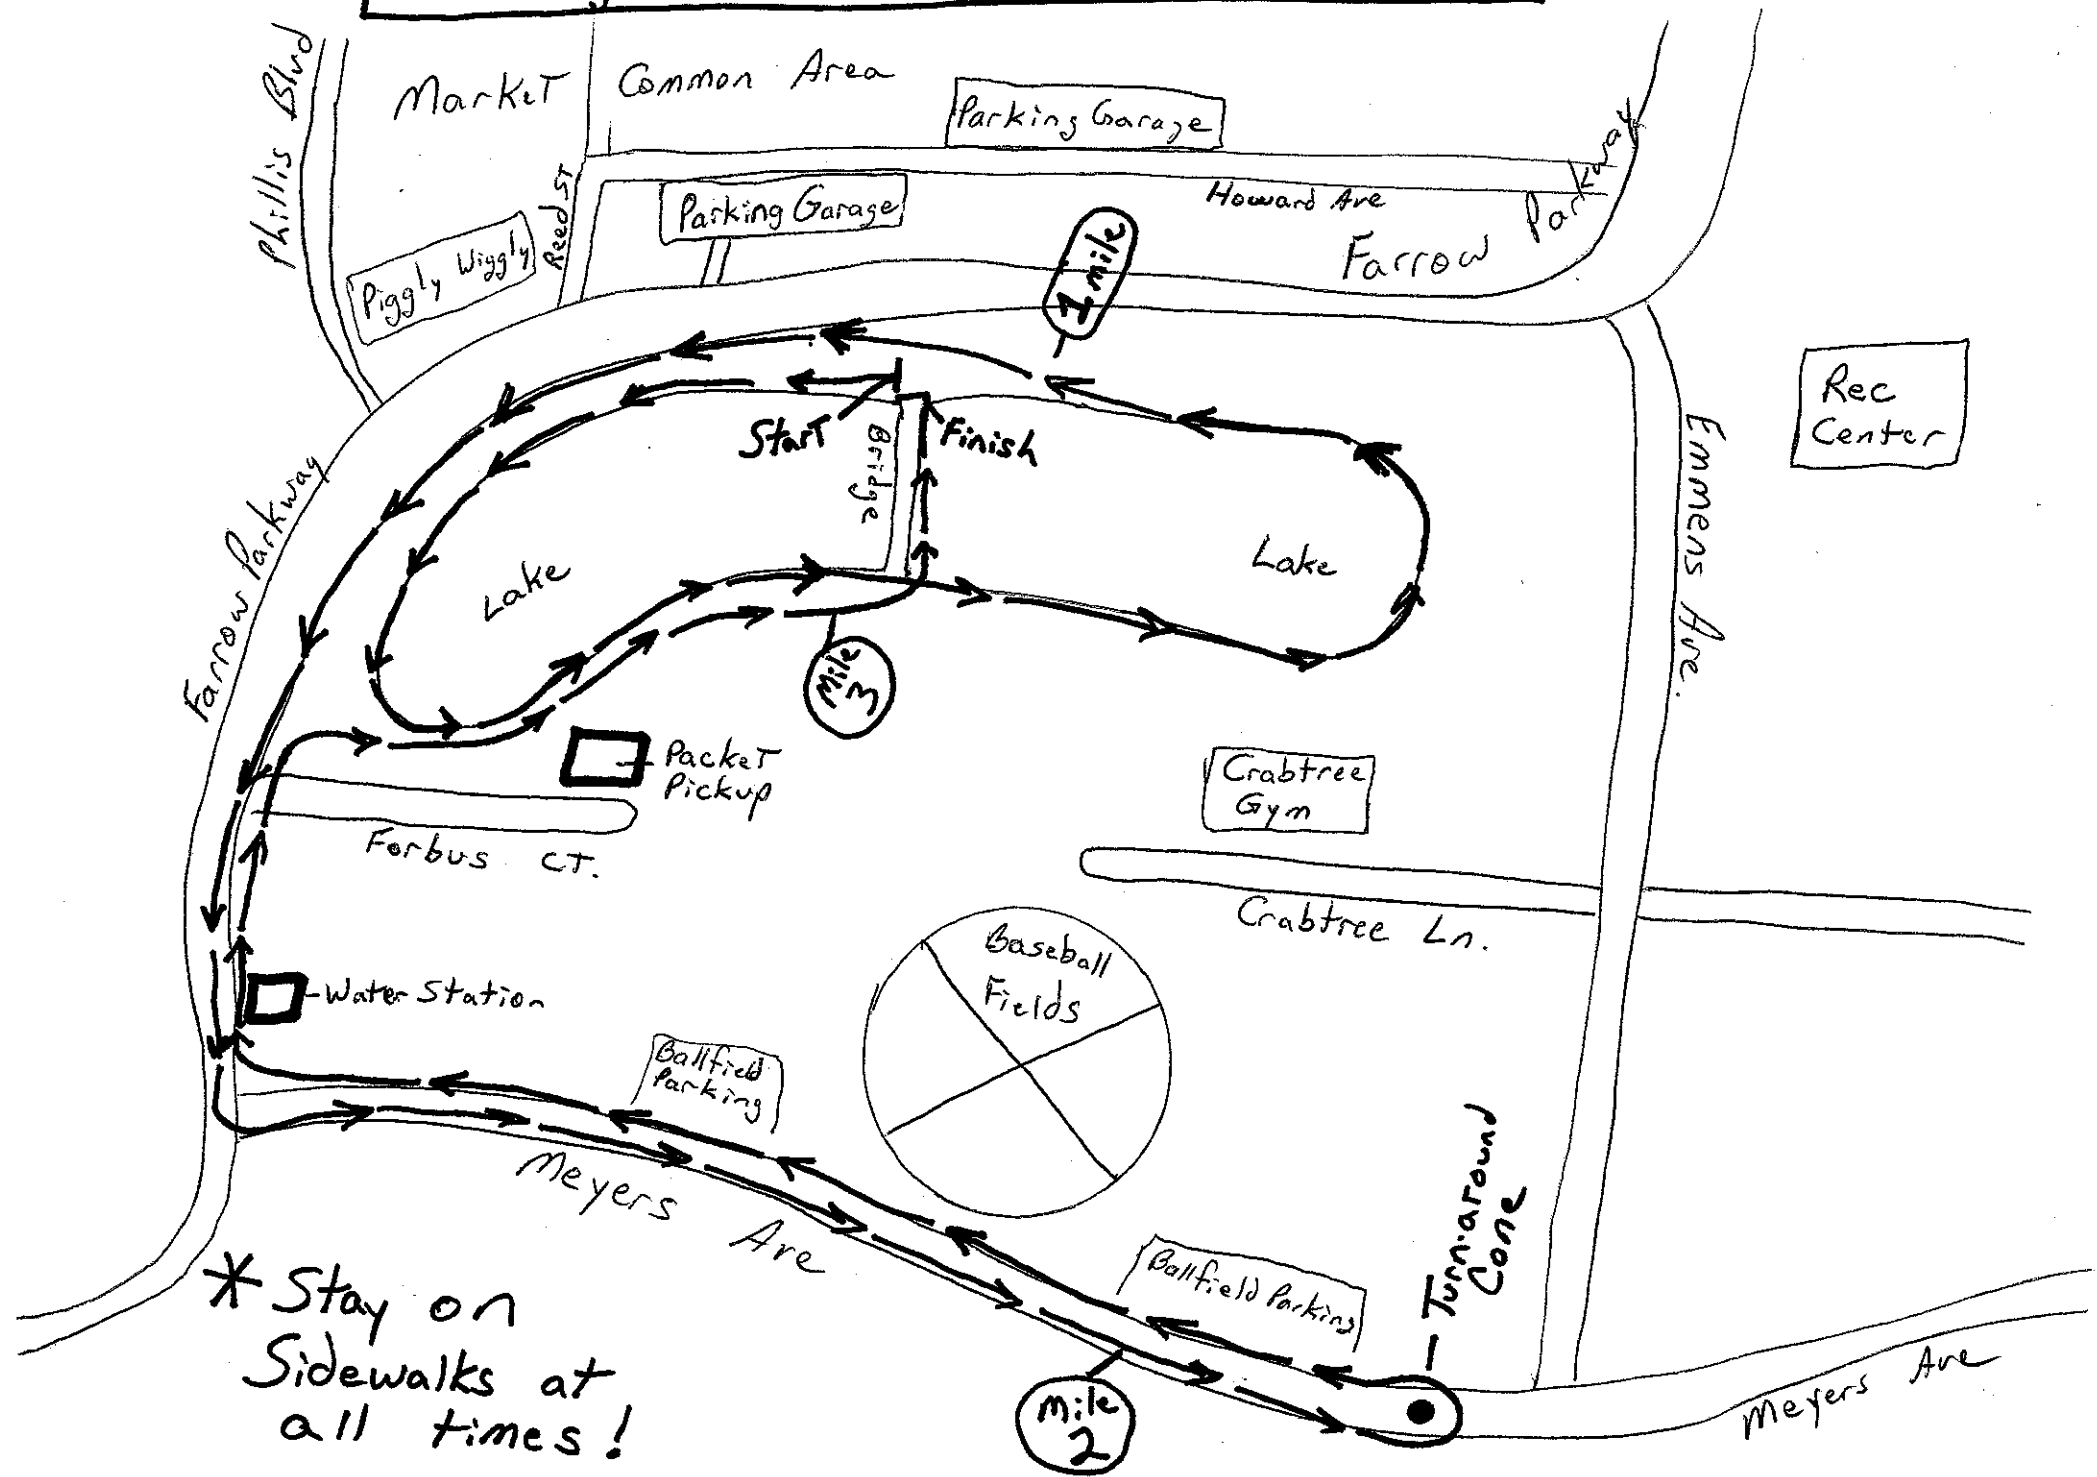 Phillis Blvd
Market
Common Area
Parking Garage
Parkway
Howard Ave
Reed ST
Parking Garage
Piggly Wiggly
Farrow
1 mile
Rec
Center
Start
Finish
Bridge
Emmens Ave.
Farrow Parkway
Lake
Lake
Mile
3
Packet
Pickup
Crabtree
Gym
Forbus CT.
Crabtree Ln.
Baseball
Fields
Water Station
Ballfield
Parking
Meyers Ave
Turn-around
Cone
Ballfield Parking
* Stay on
Sidewalks at
all times!
Mile
2
Meyers Ave